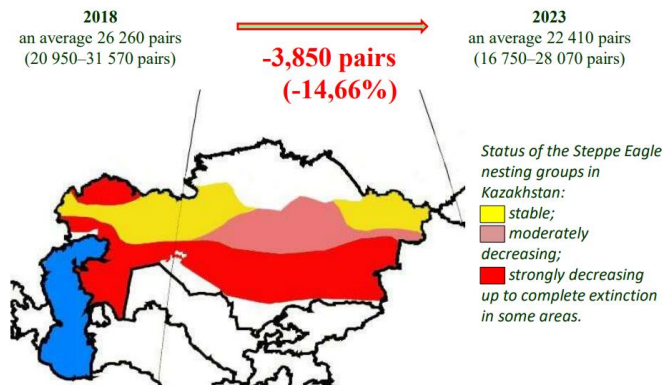 2018
an average 26 260 pairs
(20 950–31 570 pairs)
-3,850 pairs
(-14,66%)
2023
an average 22 410 pairs
(16 750–28 070 pairs)
Status of the Steppe Eagle
nesting groups in
Kazakhstan:
stable;
moderately
decreasing;
strongly decreasing
up to complete extinction
in some areas.